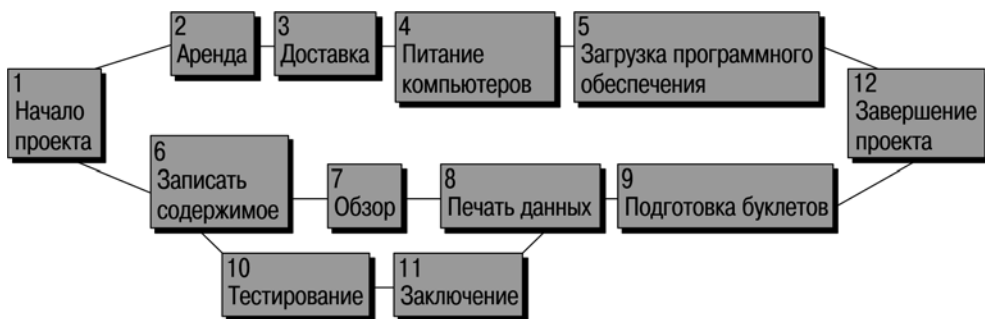 2
Аренда
3
Доставка
4
Питание
компьютеров
5
Загрузка программного
обеспечения
1
Начало
проекта
12
Завершение
проекта
6
Записать
содержимое
7
Обзор
8
Печать данных
9
Подготовка буклетов
10
Тестирование
11
Заключение